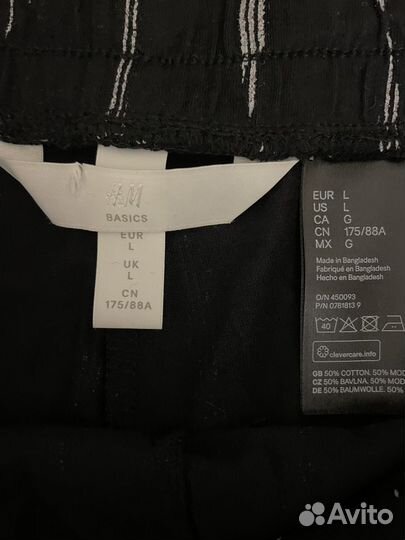 H&M
BASICS
EUR
L
UK
L
CN
175/88A
EUR L
US L
CA G
CN 175/88A
MX G
Made in Bangladesh
Fabriqué en Bangladesh
Hecho en Bangladesh
O/N 450093
P/N 0781813 9
40
clevercare.info
GB 50% COTTON. 50% MOD
CZ 50% BAVLNA. 50% MOD
DE 50% BAUMWOLLE. 50%
Avito